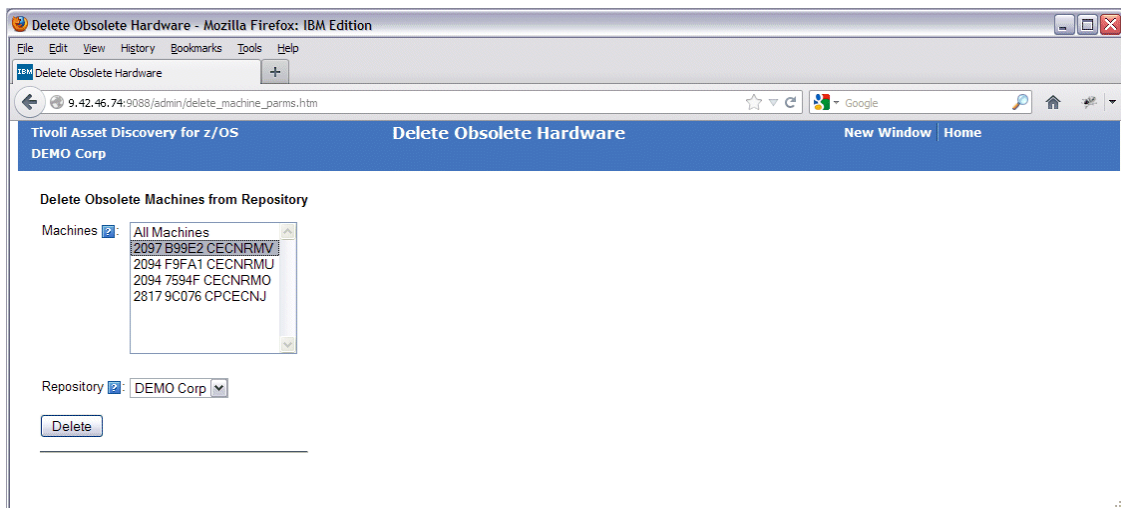 Delete Obsolete Hardware - Mozilla Firefox: IBM Edition
File Edit View History Bookmarks Tools Help
IBM Delete Obsolete Hardware +
9.42.46.74:9088/admin/delete_machine_parms.htm Google
Tivoli Asset Discovery for z/OS Delete Obsolete Hardware New Window Home
DEMO Corp
Delete Obsolete Machines from Repository
Machines ?: All Machines
2097 B99E2 CECNRMV
2094 F9FA1 CECNRMU
2094 7594F CECNRMO
2817 9C076 CPCECNJ
Repository ?: DEMO Corp
Delete